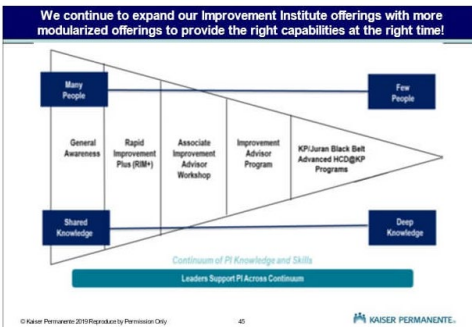 We continue to expand our Improvement Institute offerings with more
modularized offerings to provide the right capabilities at the right time!
Many
People
Few
People
General
Awareness
Rapid
Improvement
Plus (RIM+)
Associate
Improvement
Advisor
Workshop
Improvement
Advisor
Program
KP/Juran Black Belt
Advanced HCD@KP
Programs
Shared
Knowledge
Deep
Knowledge
Continuum of PI Knowledge and Skills
Leaders Support PI Across Continuum
© Kaiser Permanente 2019 Reproduce by Permission Only
45
KAISER PERMANENTE.